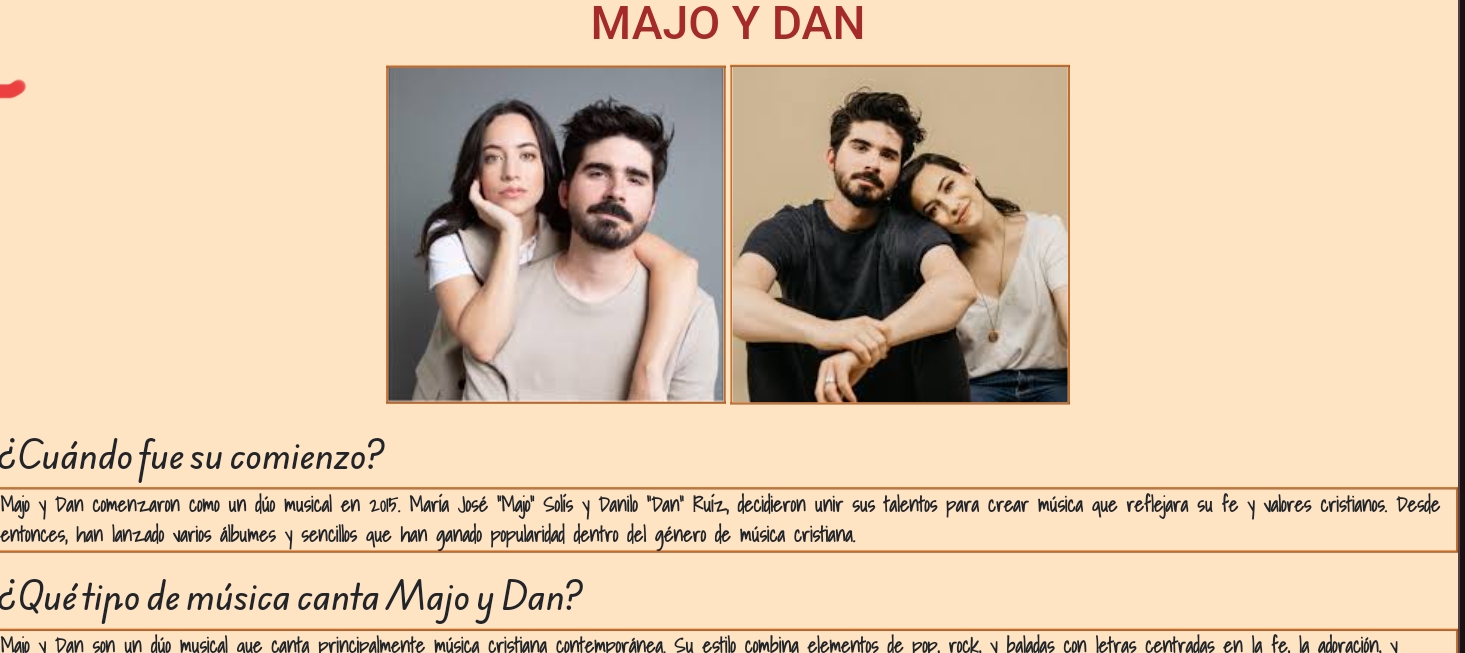 MAJO Y DAN
¿Cuándo fue su comienzo?
Majo y Dan comenzaron como un dúo musical en 2015. María José "Majo" Solís y Danilo "Dan" Ruíz, decidieron unir sus talentos para crear música que reflejara su fe y valores cristianos. Desde
entonces, han lanzado varios álbumes y sencillos que han ganado popularidad dentro del género de música cristiana.
¿Qué tipo de música canta Majo y Dan?
Majo y Dan son un dúo musical que canta principalmente música cristiana contemporánea. Su estilo combina elementos de pop, rock, y baladas con letras centradas en la fe, la adoración, y